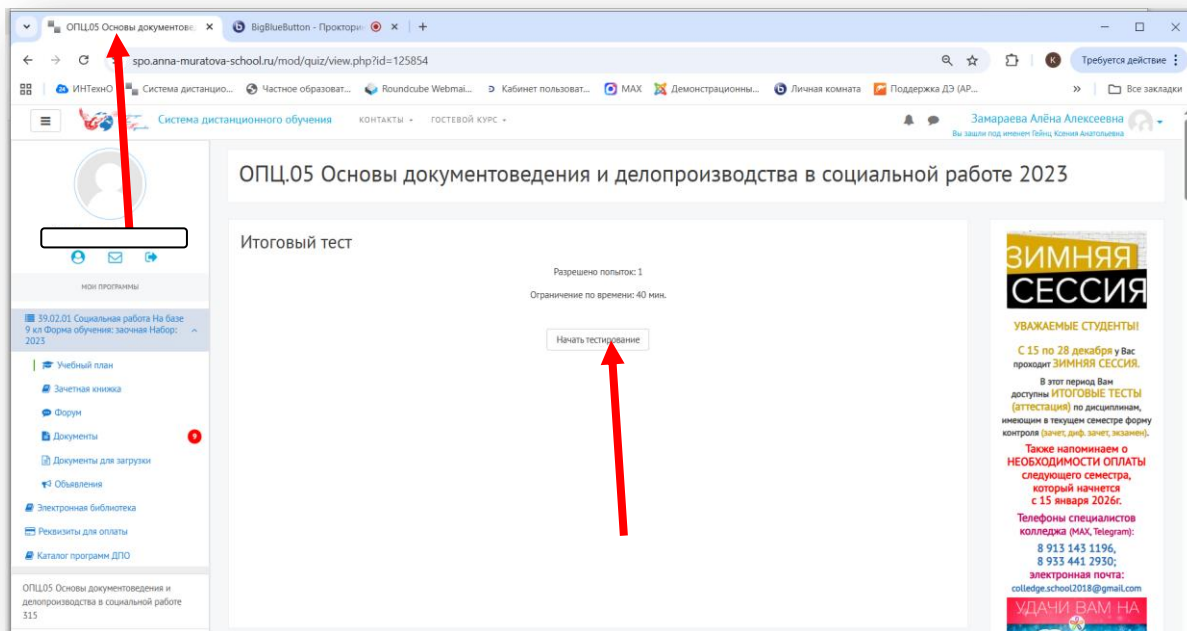 ОПЦ.05 Основы документове
BigBlueButton - Проктори
spo.anna-muratova-school.ru/mod/quiz/view.php?id=125854
К
Требуется действие
ИНТехнО
Система дистанцио...
Частное образоват...
Roundcube Webmai...
Кабинет пользоват...
MAX
Демонстрационны...
Личная комната
Поддержка ДЭ (АР...
Все закладки
Система дистанционного обучения
КОНТАКТЫ
ГОСТЕВОЙ КУРС
Замараева Алёна Алексеевна
Вы зашли под именем Гейнц Ксения Анатольевна
ОПЦ.05 Основы документоведения и делопроизводства в социальной работе 2023
МОИ ПРОГРАММЫ
39.02.01 Социальная работа На базе
9 кл Форма обучения: заочная Набор:
2023
Учебный план
Зачетная книжка
Форум
Документы
9
Документы для загрузки
Объявления
Электронная библиотека
Реквизиты для оплаты
Каталог программ ДПО
ОПЦ.05 Основы документоведения и
делопроизводства в социальной работе
315
Итоговый тест
Разрешено попыток: 1
Ограничение по времени: 40 мин.
Начать тестирование
ЗИМНЯЯ
СЕССИЯ
УВАЖАЕМЫЕ СТУДЕНТЫ!
С 15 по 28 декабря у Вас
проходит ЗИМНЯЯ СЕССИЯ.
В этот период Вам
доступны ИТОГОВЫЕ ТЕСТЫ
(аттестация) по дисциплинам,
имеющим в текущем семестре форму
контроля (зачет, диф. зачет, экзамен).
Также напоминаем о
НЕОБХОДИМОСТИ ОПЛАТЫ
следующего семестра,
который начнется
с 15 января 2026г.
Телефоны специалистов
колледжа (MAX, Telegram):
8 913 143 1196,
8 933 441 2930;
электронная почта:
colledge.school2018@gmail.com
УДАЧИ ВАМ НА